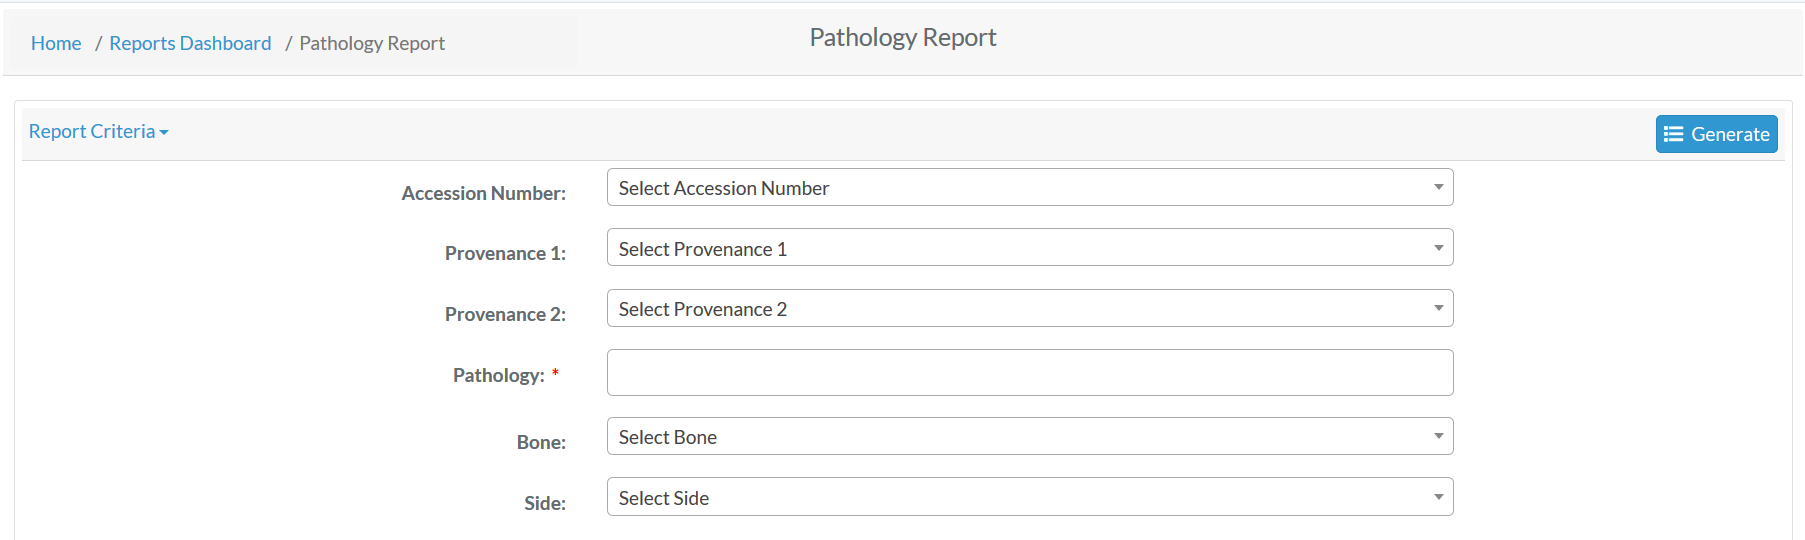 Home / Reports Dashboard / Pathology Report
Pathology Report
Report Criteria
Generate
Accession Number: Select Accession Number
Provenance 1: Select Provenance 1
Provenance 2: Select Provenance 2
Pathology: *
Bone: Select Bone
Side: Select Side